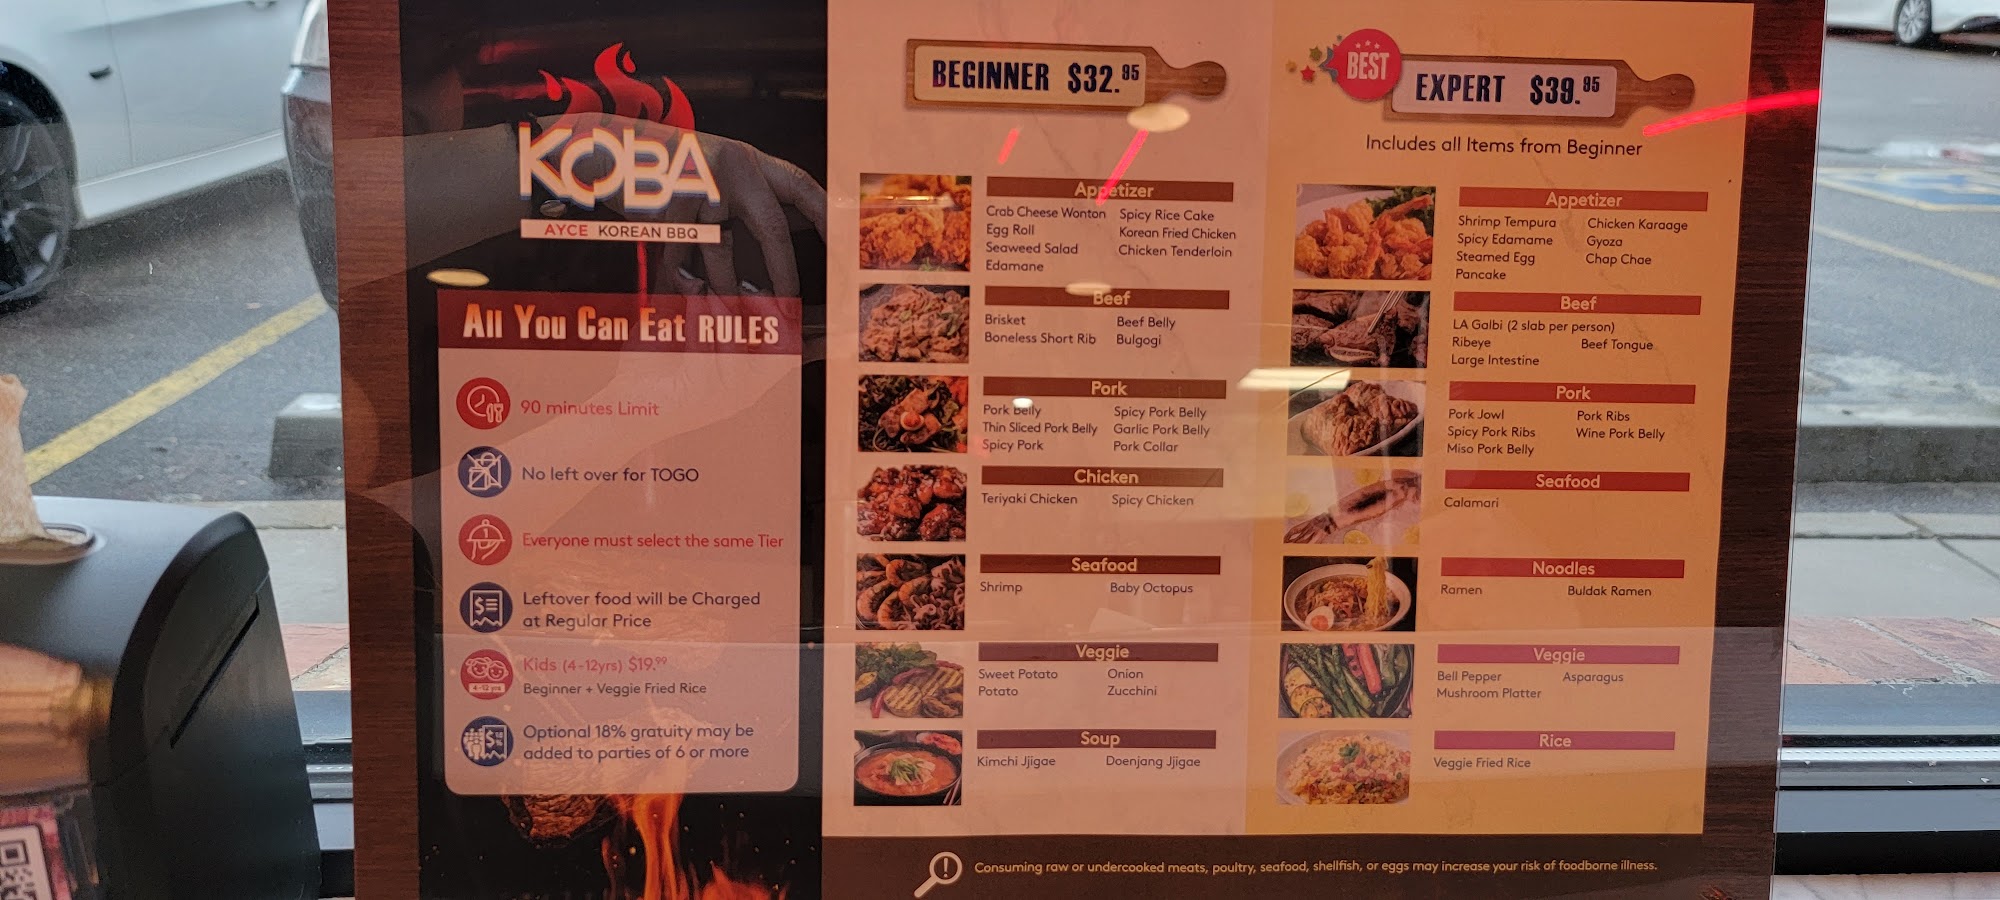 KOBA
AYCE KOREAN BBQ
All You Can Eat RULES
90 minutes Limit
No left over for TOGO
Everyone must select the same Tier
Leftover food will be Charged
at Regular Price
4-12 yrs
Kids (4-12yrs) $19.99
Beginner + Veggie Fried Rice
Optional 18% gratuity may be
added to parties of 6 or more
BEGINNER $32.95
Appetizer
Crab Cheese Wonton Spicy Rice Cake
Egg Roll Korean Fried Chicken
Seaweed Salad Chicken Tenderloin
Edamane
Beef
Brisket Beef Belly
Boneless Short Rib Bulgogi
Pork
Pork Belly Spicy Pork Belly
Thin Sliced Pork Belly Garlic Pork Belly
Spicy Pork Pork Collar
Chicken
Teriyaki Chicken Spicy Chicken
Seafood
Shrimp Baby Octopus
Veggie
Sweet Potato Onion
Potato Zucchini
Soup
Kimchi Jjigae Doenjang Jjigae
BEST
EXPERT $39.95
Includes all Items from Beginner
Appetizer
Shrimp Tempura Chicken Karaage
Spicy Edamame Gyoza
Steamed Egg Chap Chae
Pancake
Beef
LA Galbi (2 slab per person)
Ribeye Beef Tongue
Large Intestine
Pork
Pork Jowl Pork Ribs
Spicy Pork Ribs Wine Pork Belly
Miso Pork Belly
Seafood
Calamari
Noodles
Ramen Buldak Ramen
Veggie
Bell Pepper Asparagus
Mushroom Platter
Rice
Veggie Fried Rice
Consuming raw or undercooked meats, poultry, seafood, shellfish, or eggs may increase your risk of foodborne illness.